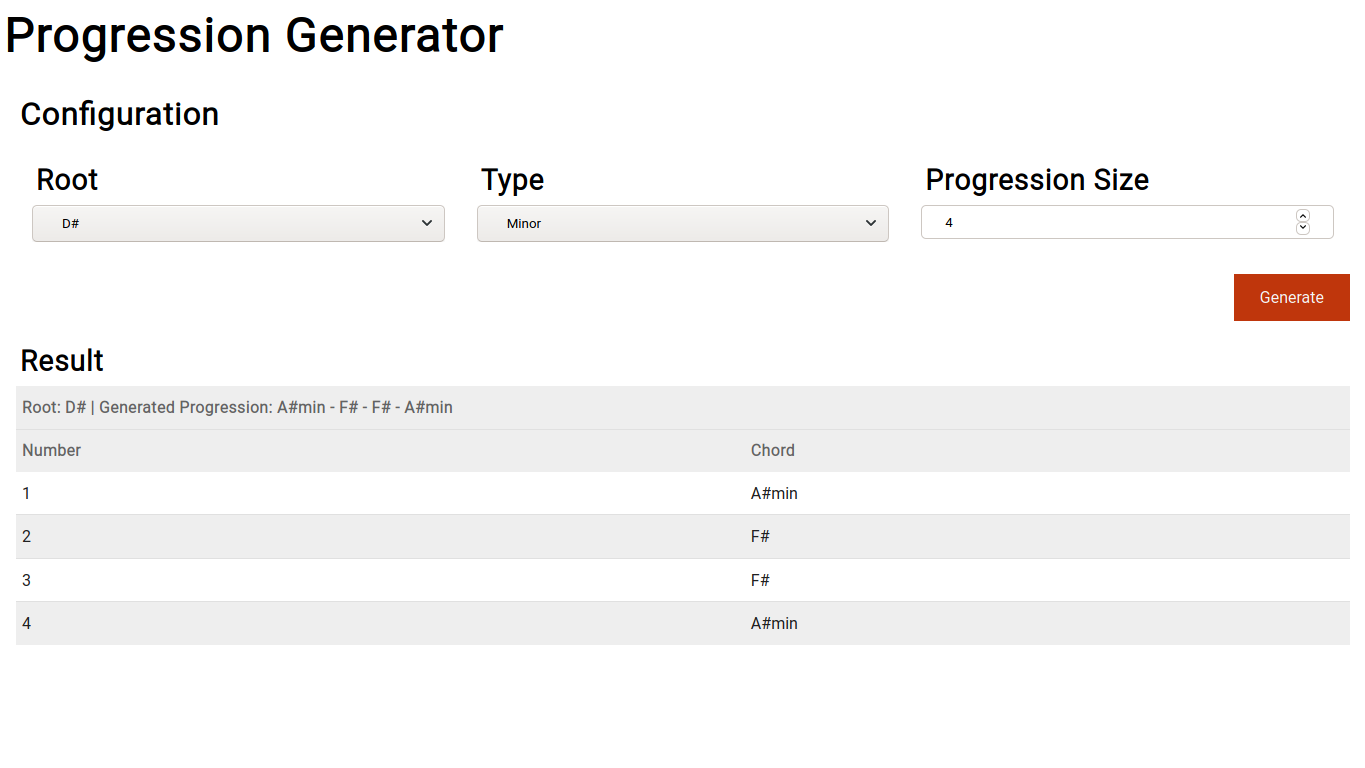 Progression Generator
Configuration
Root Type Progression Size
D# Minor 4
Generate
Result
Root: D# | Generated Progression: A#min - F# - F# - A#min
Number Chord
1 A#min
2 F#
3 F#
4 A#min